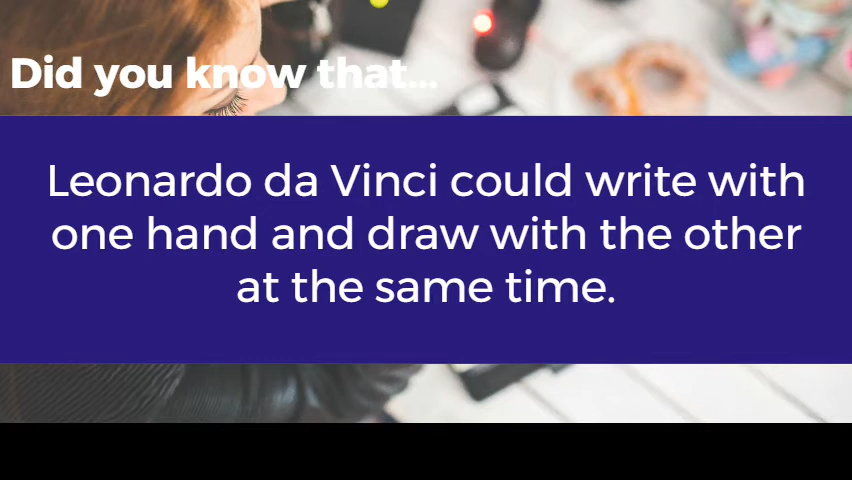 Did you know that...
Leonardo da Vinci could write with
one hand and draw with the other
at the same time.